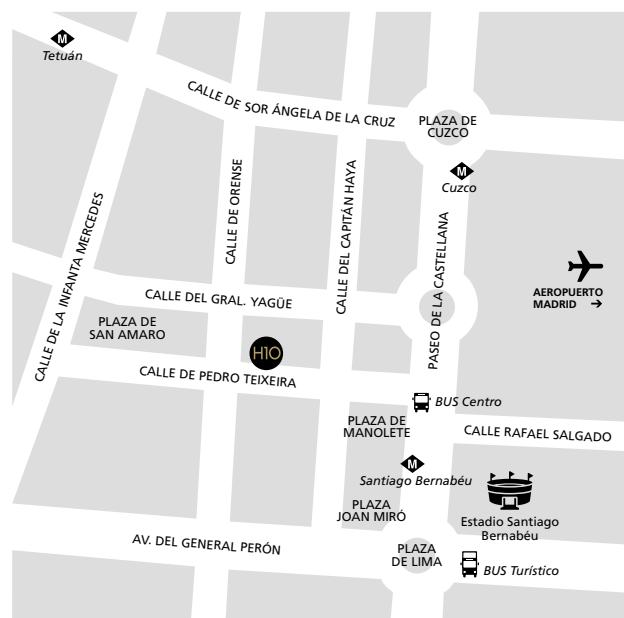 M
Tetuán
CALLE DE SOR ÁNGELA DE LA CRUZ
PLAZA DE
CUZCO
M
Cuzco
CALLE DE LA INFANTA MERCEDES
CALLE DE ORENSE
CALLE DEL CAPITÁN HAYA
PASEO DE LA CASTELLANA
AEROPUERTO
MADRID →
CALLE DEL GRAL. YAGÜE
PLAZA DE
SAN AMARO
H10
CALLE DE PEDRO TEIXEIRA
BUS Centro
PLAZA DE
MANOLETE
CALLE RAFAEL SALGADO
M
Santiago Bernabéu
PLAZA
JOAN MIRÓ
Estadio Santiago
Bernabéu
AV. DEL GENERAL PERÓN
PLAZA
DE LIMA
BUS Turístico